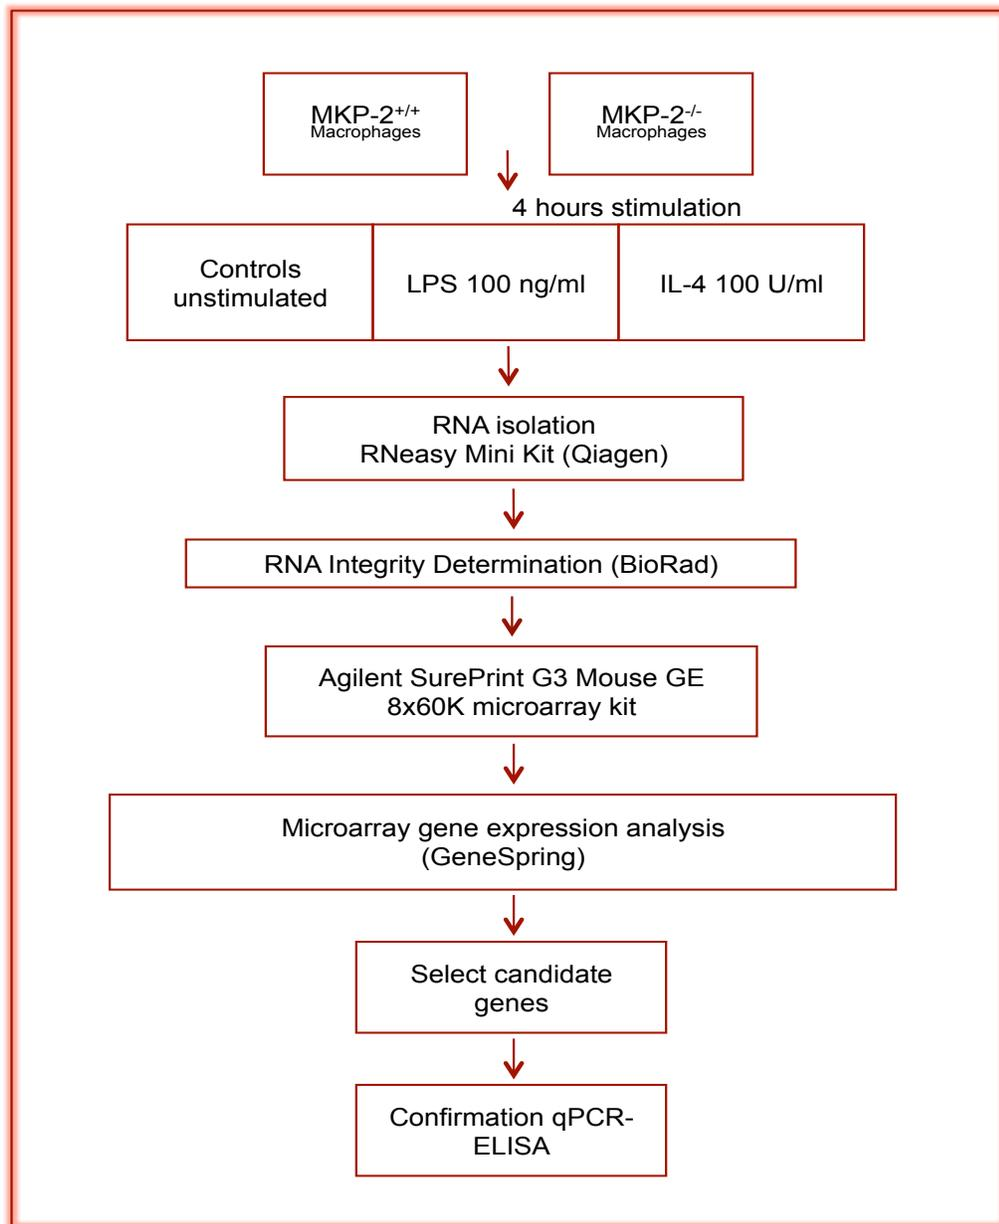 MKP-2+/+
Macrophages
MKP-2-/-
Macrophages
4 hours stimulation
Controls
unstimulated
LPS 100 ng/ml
IL-4 100 U/ml
RNA isolation
RNeasy Mini Kit (Qiagen)
RNA Integrity Determination (BioRad)
Agilent SurePrint G3 Mouse GE
8x60K microarray kit
Microarray gene expression analysis
(GeneSpring)
Select candidate
genes
Confirmation qPCR-
ELISA